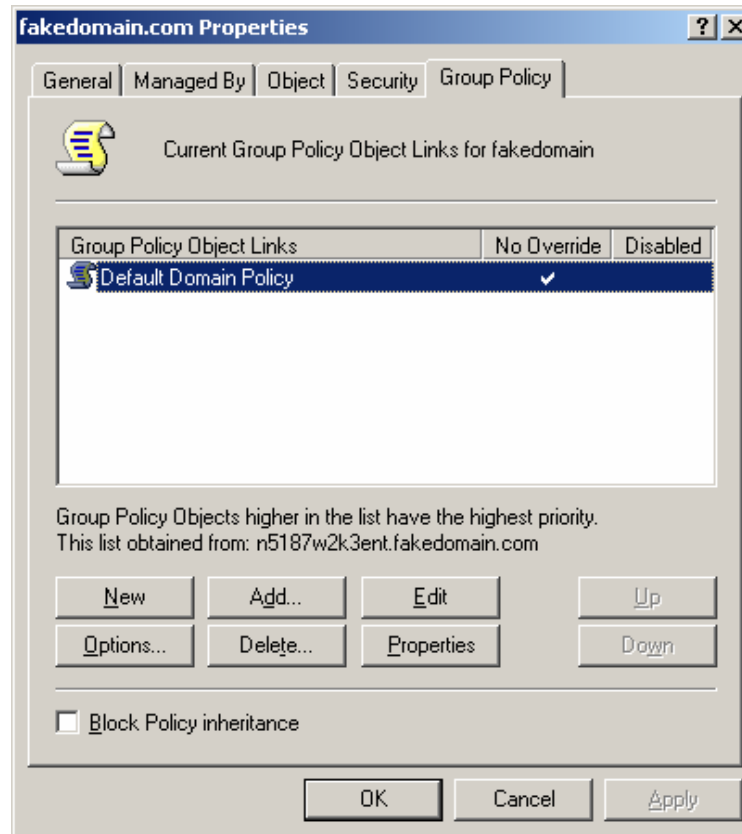 fakedomain.com Properties
?
General Managed By Object Security Group Policy
Current Group Policy Object Links for fakedomain
Group Policy Object Links No Override Disabled
Default Domain Policy
Group Policy Objects higher in the list have the highest priority.
This list obtained from: n5187w2k3ent.fakedomain.com
New Add... Edit Up
Options... Delete... Properties Down
Block Policy inheritance
OK Cancel Apply